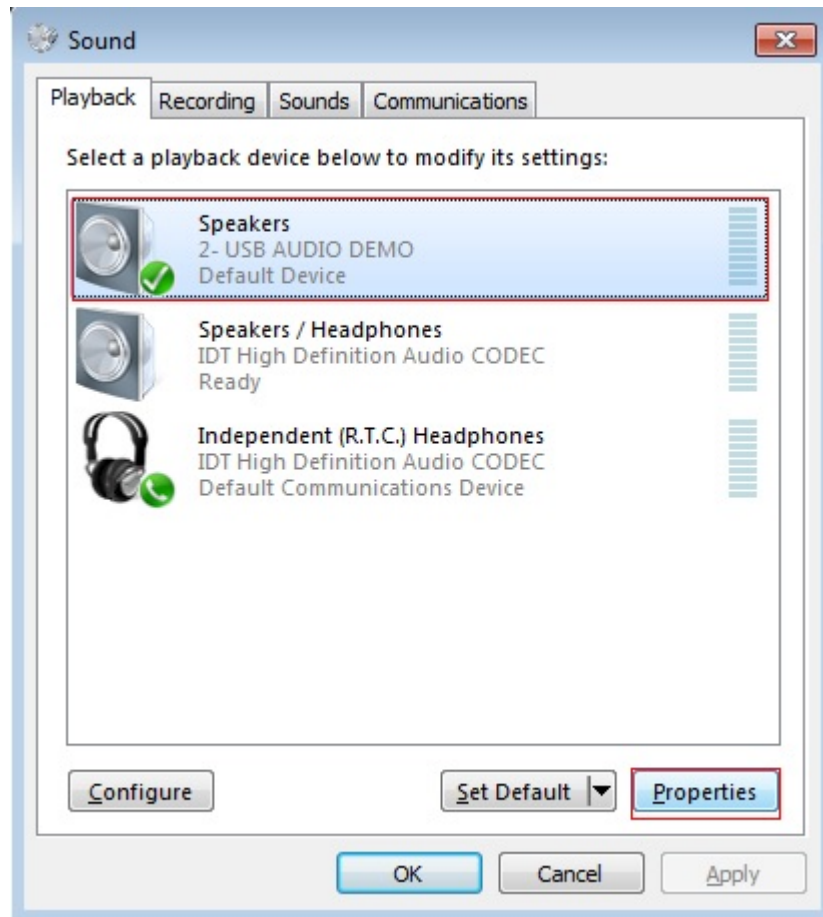 Sound
Playback Recording Sounds Communications
Select a playback device below to modify its settings:
Speakers
2- USB AUDIO DEMO
Default Device
Speakers / Headphones
IDT High Definition Audio CODEC
Ready
Independent (R.T.C.) Headphones
IDT High Definition Audio CODEC
Default Communications Device
Configure Set Default Properties
OK Cancel Apply